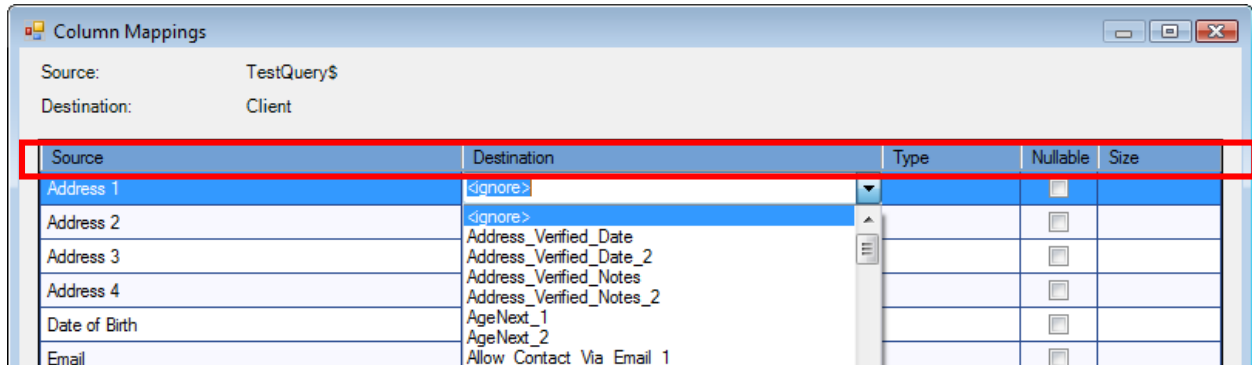 Column Mappings
Source: TestQuery$
Destination: Client
Source Destination Type Nullable Size
Address 1 <ignore>
<ignore>
Address 2
Address_Verified_Date
Address 3 Address_Verified_Date_2
Address_Verified_Notes
Address 4 Address_Verified_Notes_2
AgeNext_1
Date of Birth
AgeNext_2
Email Allow_Contact_Via_Email_1